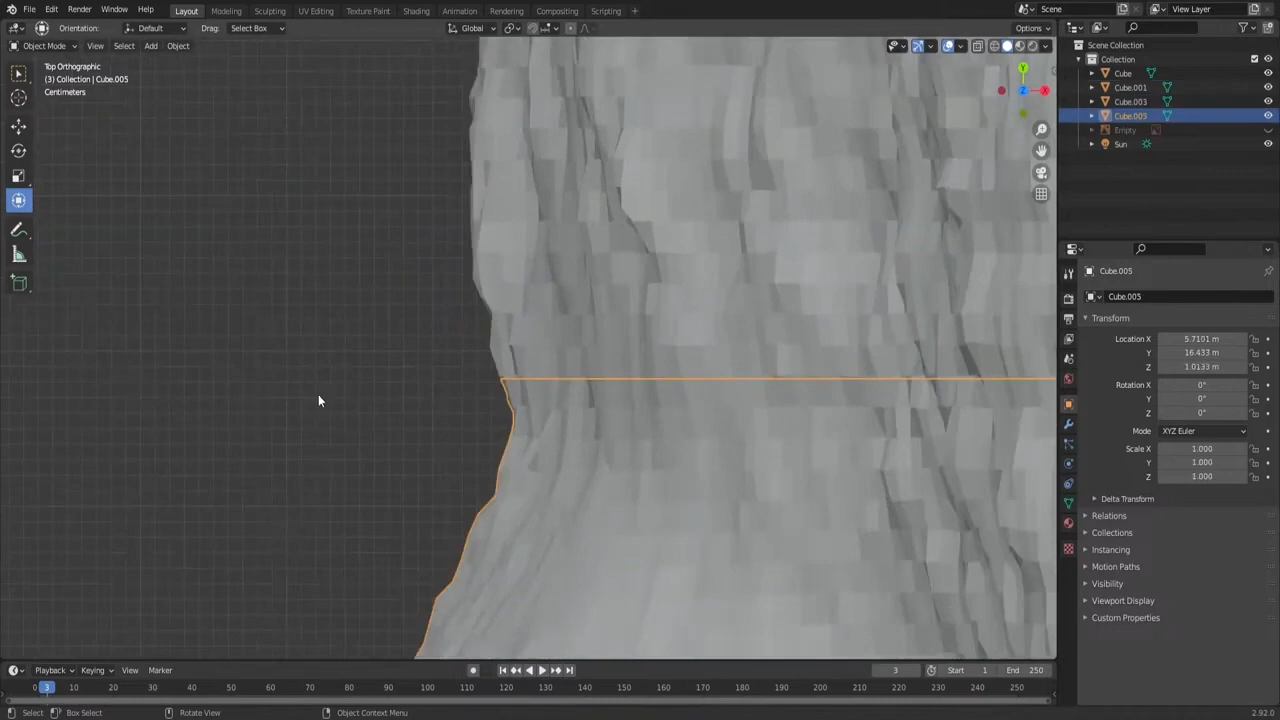 File Edit Render Window Help Layout Modeling Sculpting UV Editing Texture Paint Shading Animation Rendering Compositing Scripting + Scene View Layer
Orientation: Default Drag: Select Box Global Options
Object Mode View Select Add Object
Top Orthographic
(3) Collection | Cube.005
Centimeters
Y
Z X
Scene Collection
Collection
Cube
Cube.001
Cube.003
Cube.005
Empty
Sun
Cube.005
Cube.005
Transform
Location X 5.7101 m
Y 16.433 m
Z 1.0133 m
Rotation X 0°
Y 0°
Z 0°
Mode XYZ Euler
Scale X 1.000
Y 1.000
Z 1.000
Delta Transform
Relations
Collections
Instancing
Motion Paths
Visibility
Viewport Display
Custom Properties
Playback Keying View Marker 3 Start 1 End 250
0 3 10 20 30 40 50 60 70 80 90 100 110 120 130 140 150 160 170 180 190 200 210 220 230 240 250
Select Box Select Rotate View Object Context Menu 2.92.0